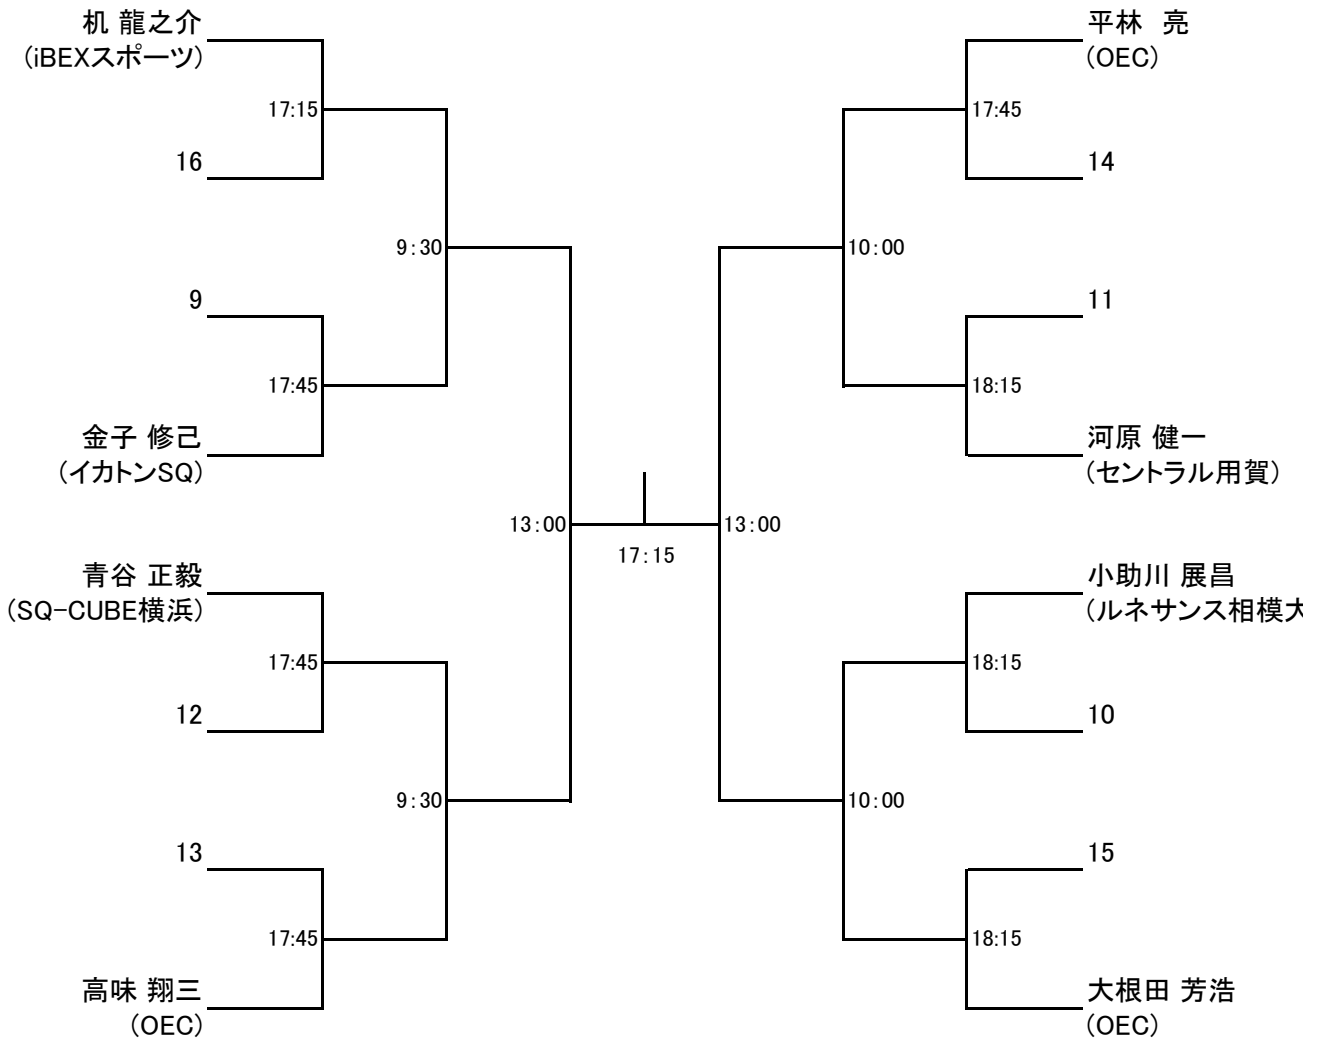 机 龍之介
(iBEXスポーツ)
17:15
16
9:30
9
17:45
金子 修己
(イカトンSQ)
13:00
青谷 正毅
(SQ-CUBE横浜)
17:45
12
9:30
13
17:45
高味 翔三
(OEC)
17:15
平林 亮
(OEC)
17:45
14
10:00
11
18:15
河原 健一
(セントラル用賀)
13:00
小助川 展昌
(ルネサンス相模大
18:15
10
10:00
15
18:15
大根田 芳浩
(OEC)